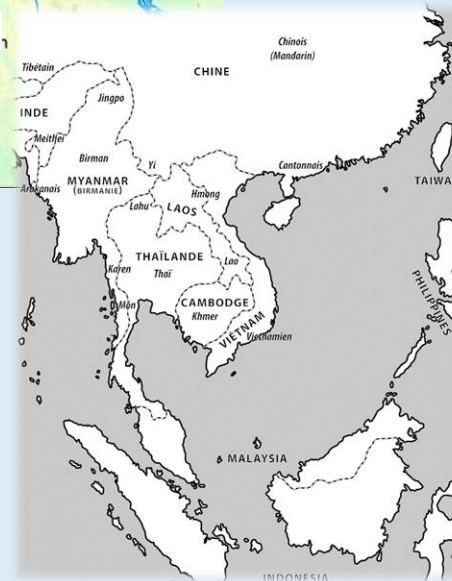 Chinois
(Mandarin)
CHINE
Tibétain
Jingpo
INDE
Meithei
Birman
Yi
Cantonnais
MYANMAR
(BIRMANIE)
TAIWA
Arakanais
Lahu
Hmong
LAOS
THAÏLANDE
Thaï
Lao
Karen
Môn
CAMBODGE
Khmer
VIETNAM
Viethamien
PHILIPPINES
MALAYSIA
INDONESIA